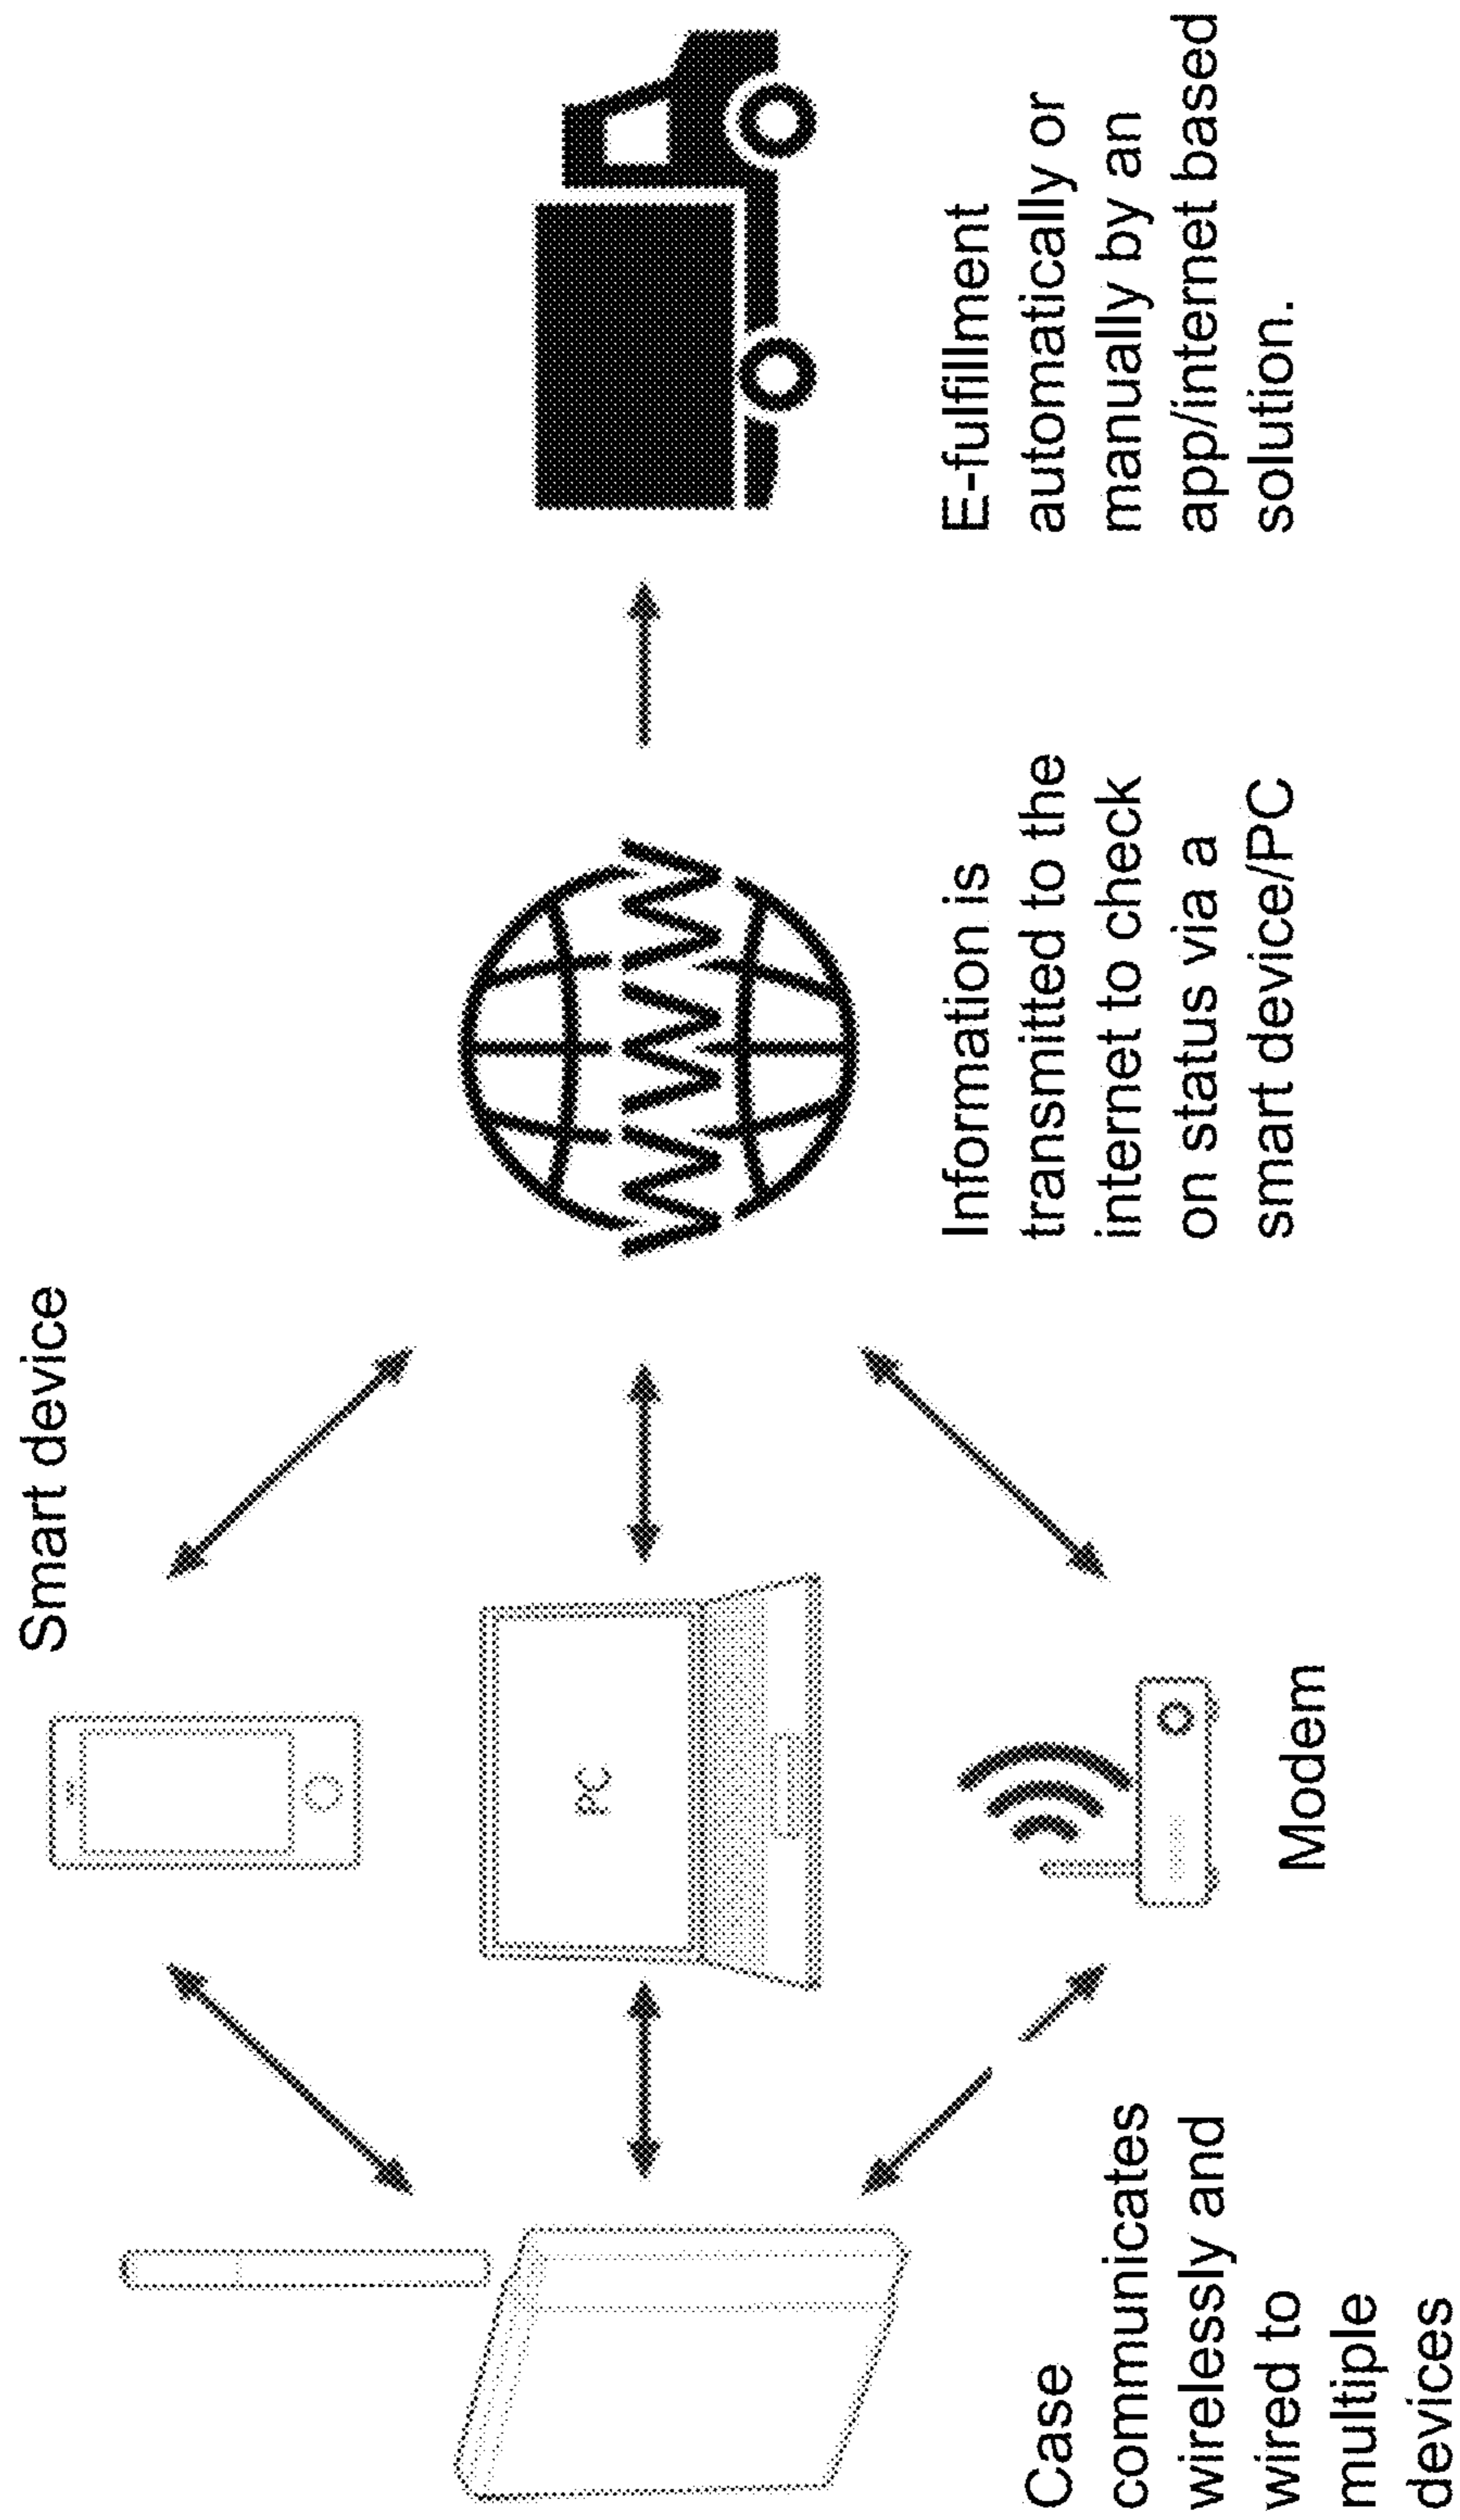 Smart device
PC
Modem
Case
communicates
wirelessly and
wired to
multiple
devices
WWW
Information is
transmitted to the
internet to check
on status via a
smart device/PC
E-fulfillment
automatically or
manually by an
app/internet based
solution.